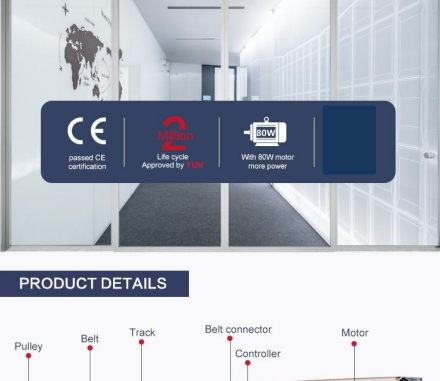 CE
passed CE
certification
2
Million
Life cycle
Approved by TUV
80W
With 80W motor
more power
PRODUCT DETAILS
Pulley
Belt
Track
Belt connector
Controller
Motor